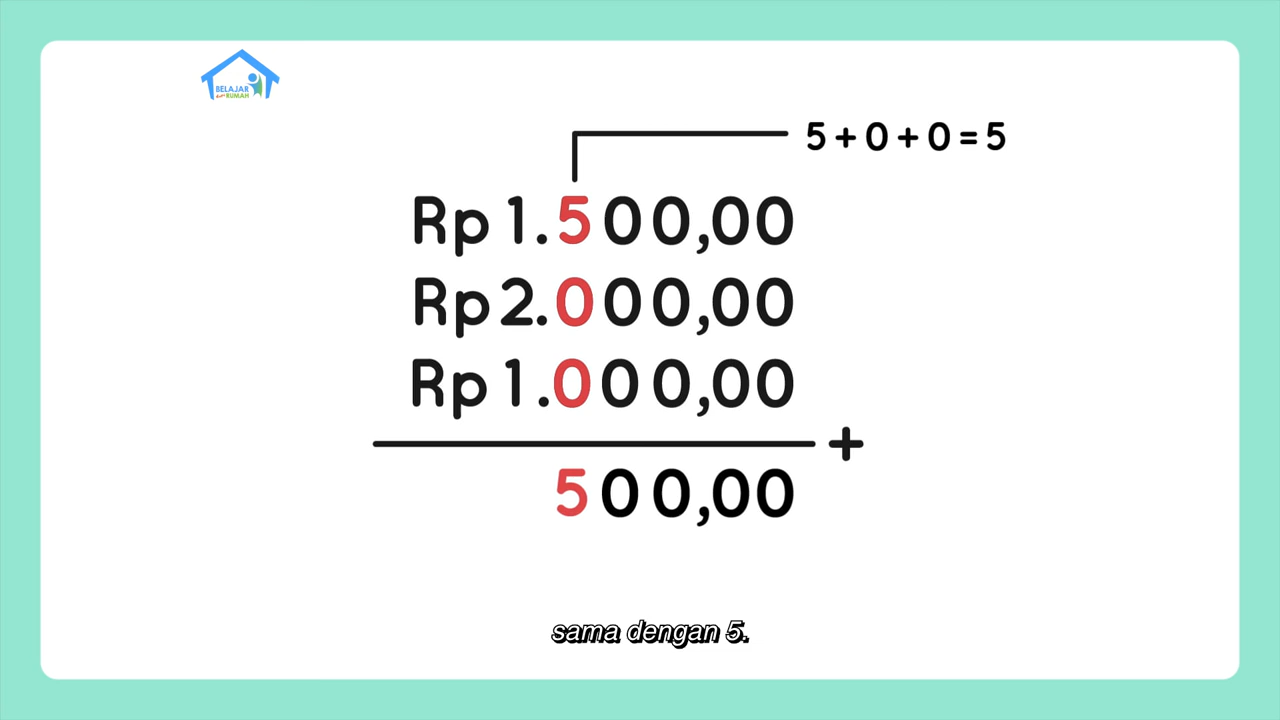 BELAJAR
dari RUMAH
5+0+0=5
Rp 1.500,00
Rp 2.000,00
Rp 1.000,00
+
500,00
sama dengan 5.